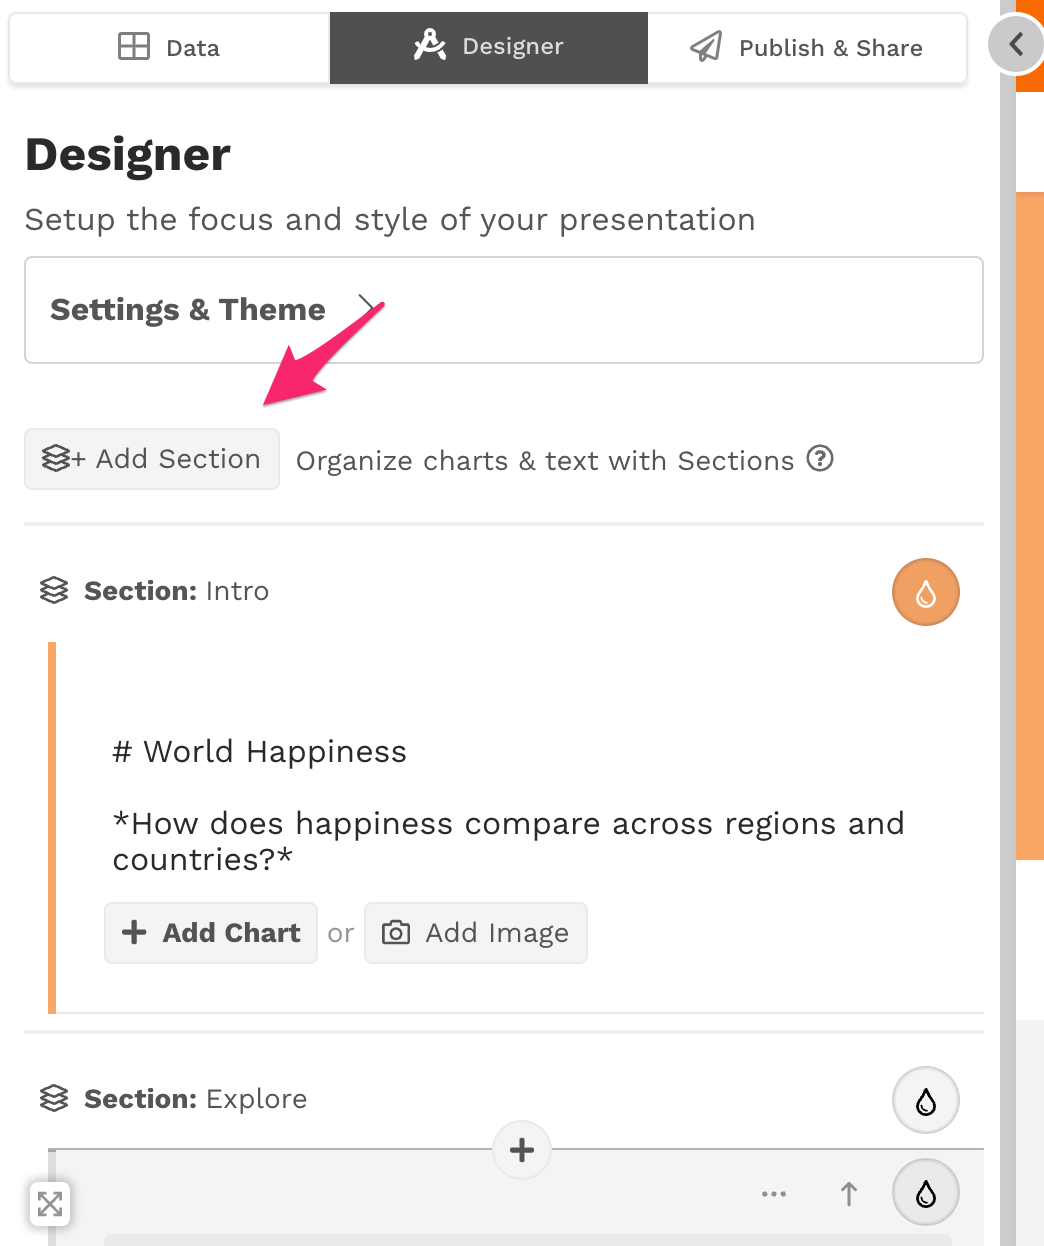 Data
Designer
Publish & Share
Designer
Setup the focus and style of your presentation
Settings & Theme
+ Add Section
Organize charts & text with Sections ?
Section: Intro
# World Happiness
*How does happiness compare across regions and
countries?*
+ Add Chart or Add Image
Section: Explore